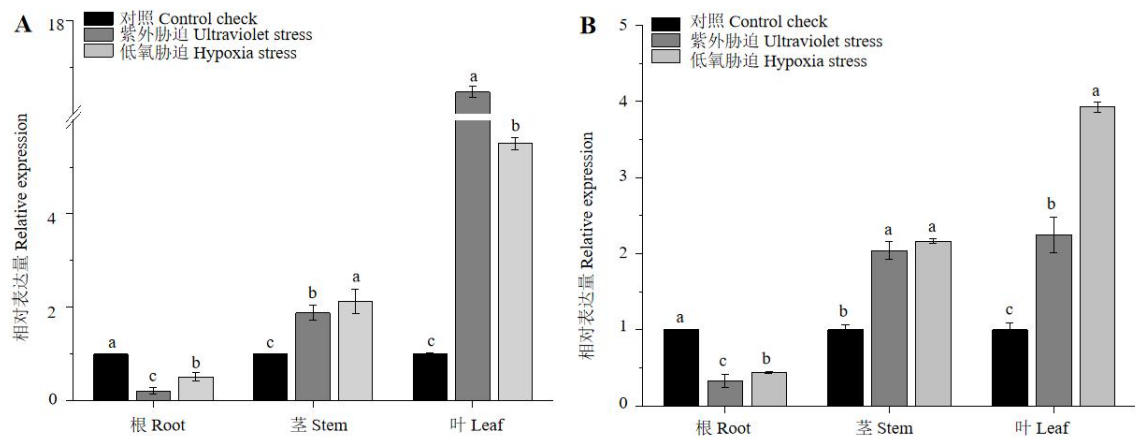 A
18
对照 Control check
紫外胁迫 Ultraviolet stress
低氧胁迫 Hypoxia stress
相对表达量 Relative expression
4
2
0
a
c
b
c
b
a
c
a
b
根 Root
茎 Stem
叶 Leaf
B
5
对照 Control check
紫外胁迫 Ultraviolet stress
低氧胁迫 Hypoxia stress
相对表达量 Relative expression
4
3
2
1
0
a
c
b
b
a
a
c
b
a
根 Root
茎 Stem
叶 Leaf